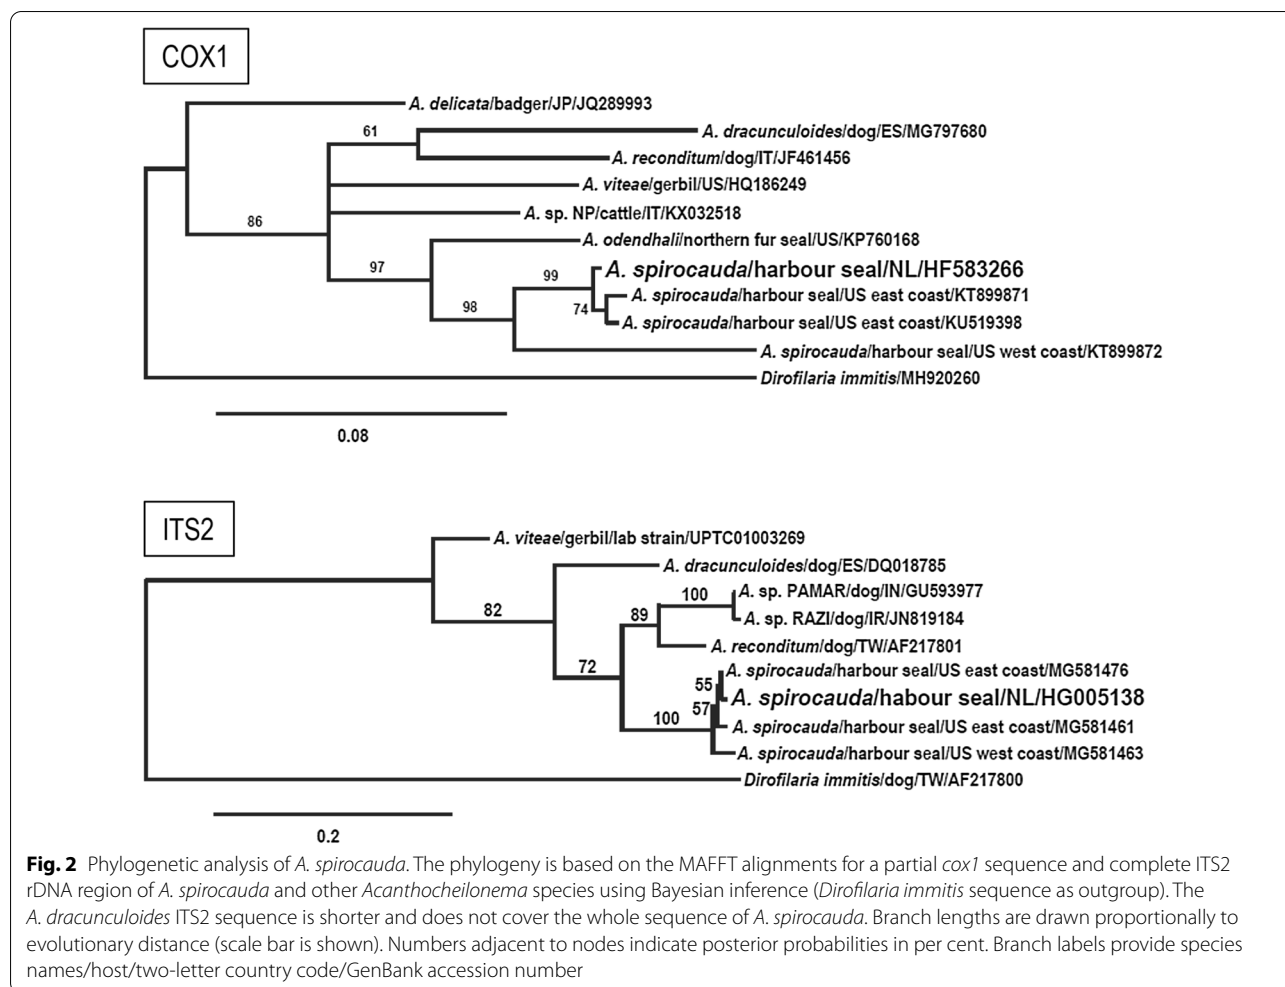 COX1
A. delicata/badger/JP/JQ289993
61
A. dracunculoides/dog/ES/MG797680
A. reconditum/dog/IT/JF461456
A. viteae/gerbil/US/HQ186249
86
A. sp. NP/cattle/IT/KX032518
A. odendhali/northern fur seal/US/KP760168
97
99
A. spirocauda/harbour seal/NL/HF583266
A. spirocauda/harbour seal/US east coast/KT899871
98
74
A. spirocauda/harbour seal/US east coast/KU519398
A. spirocauda/harbour seal/US west coast/KT899872
Dirofilaria immitis/MH920260
0.08
ITS2
A. viteae/gerbil/lab strain/UPTC01003269
A. dracunculoides/dog/ES/DQ018785
100
A. sp. PAMAR/dog/IN/GU593977
82
89
A. sp. RAZI/dog/IR/JN819184
A. reconditum/dog/TW/AF217801
72
A. spirocauda/harbour seal/US east coast/MG581476
55
A. spirocauda/habour seal/NL/HG005138
57
100
A. spirocauda/harbour seal/US east coast/MG581461
A. spirocauda/harbour seal/US west coast/MG581463
Dirofilaria immitis/dog/TW/AF217800
0.2
Fig. 2 Phylogenetic analysis of A. spirocauda. The phylogeny is based on the MAFFT alignments for a partial cox1 sequence and complete ITS2
rDNA region of A. spirocauda and other Acanthocheilonema species using Bayesian inference (Dirofilaria immitis sequence as outgroup). The
A. dracunculoides ITS2 sequence is shorter and does not cover the whole sequence of A. spirocauda. Branch lengths are drawn proportionally to
evolutionary distance (scale bar is shown). Numbers adjacent to nodes indicate posterior probabilities in per cent. Branch labels provide species
names/host/two-letter country code/GenBank accession number